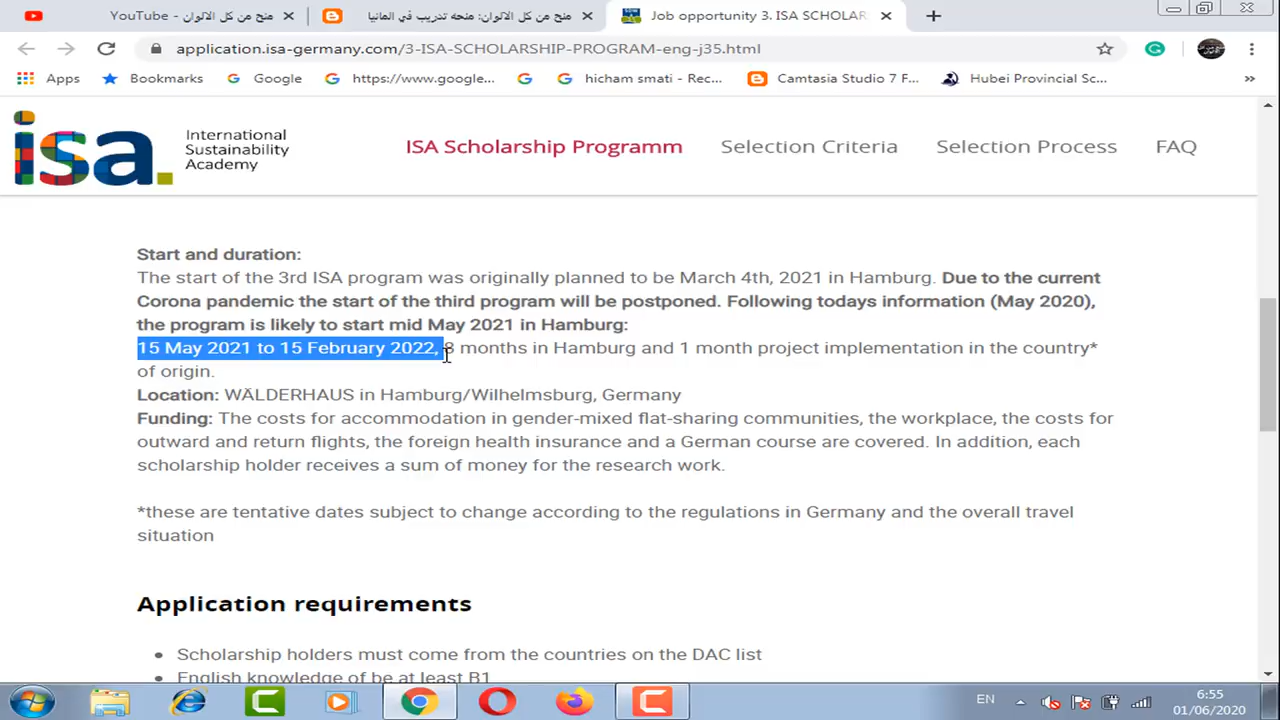 YouTube - منح من كل الالوان
منح من كل الالوان: منحه تدريب في المانيا
Job opportunity 3. ISA SCHOLAR
application.isa-germany.com/3-ISA-SCHOLARSHIP-PROGRAM-eng-j35.html
Apps Bookmarks Google https://www.google... hicham smati - Rec... Camtasia Studio 7 F... Hubei Provincial Sc... »
isa.
International
Sustainability
Academy
ISA Scholarship Programm Selection Criteria Selection Process FAQ
Start and duration:
The start of the 3rd ISA program was originally planned to be March 4th, 2021 in Hamburg. Due to the current
Corona pandemic the start of the third program will be postponed. Following todays information (May 2020),
the program is likely to start mid May 2021 in Hamburg:
15 May 2021 to 15 February 2022, 8 months in Hamburg and 1 month project implementation in the country*
of origin.
Location: WÄLDERHAUS in Hamburg/Wilhelmsburg, Germany
Funding: The costs for accommodation in gender-mixed flat-sharing communities, the workplace, the costs for
outward and return flights, the foreign health insurance and a German course are covered. In addition, each
scholarship holder receives a sum of money for the research work.
*these are tentative dates subject to change according to the regulations in Germany and the overall travel
situation
Application requirements
• Scholarship holders must come from the countries on the DAC list
• English knowledge of be at least B1
EN
6:55
01/06/2020